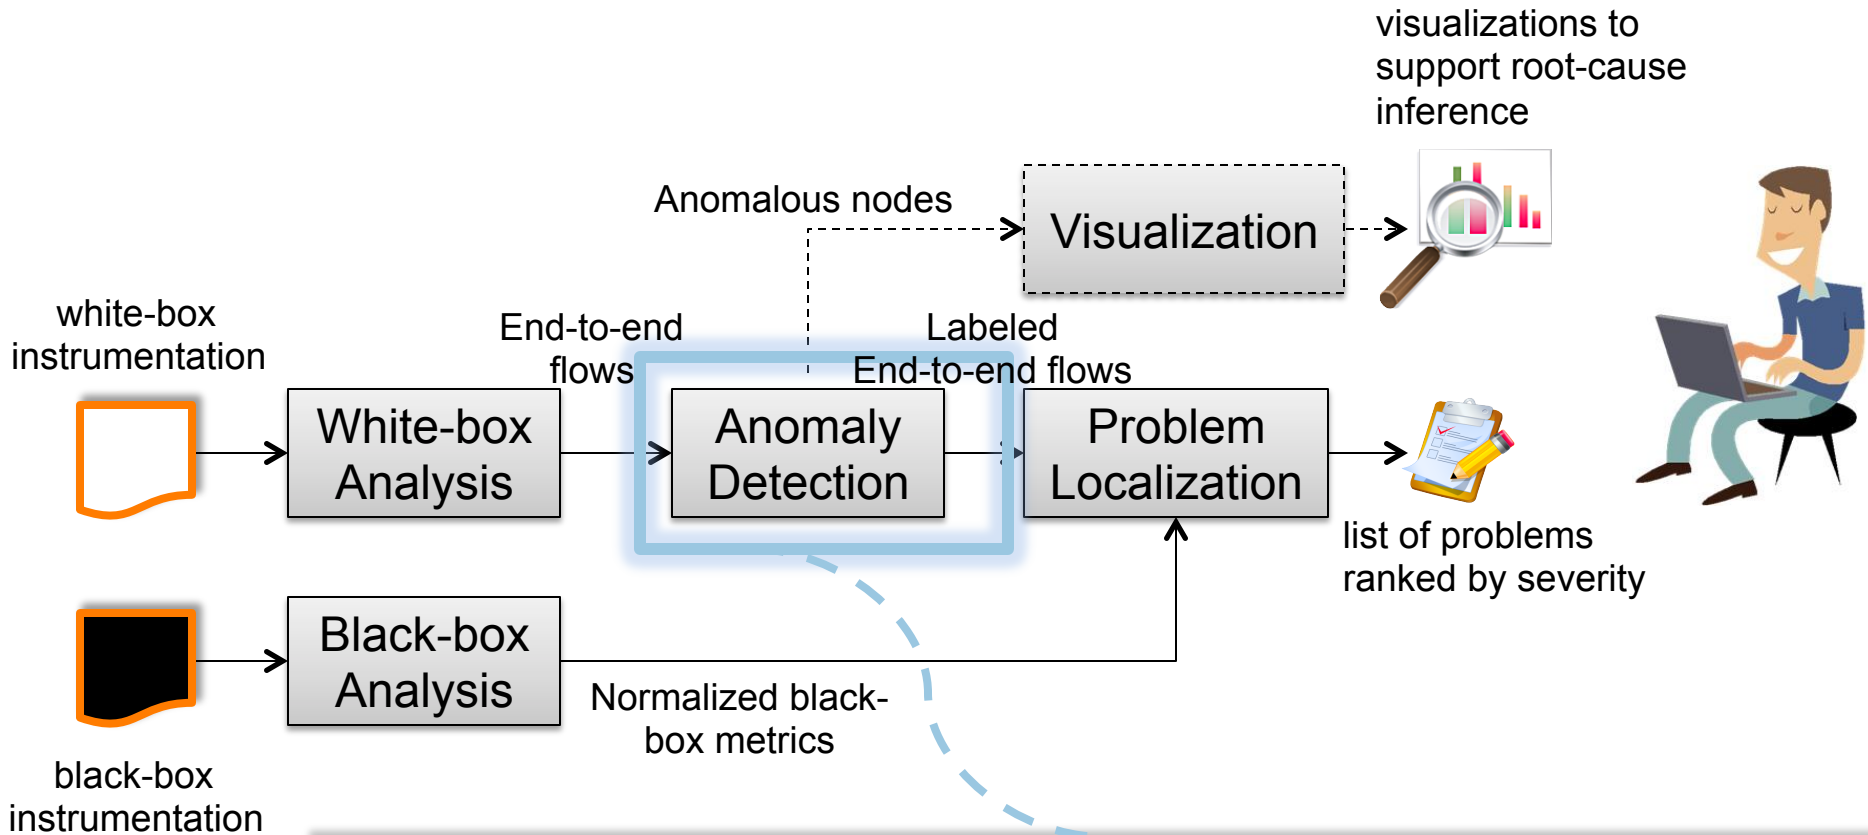 visualizations to
support root-cause
inference
Anomalous nodes
Visualization
white-box
instrumentation
End-to-end
flows
Labeled
End-to-end flows
White-box
Analysis
Anomaly
Detection
Problem
Localization
list of problems
ranked by severity
Black-box
Analysis
Normalized black-
box metrics
black-box
instrumentation